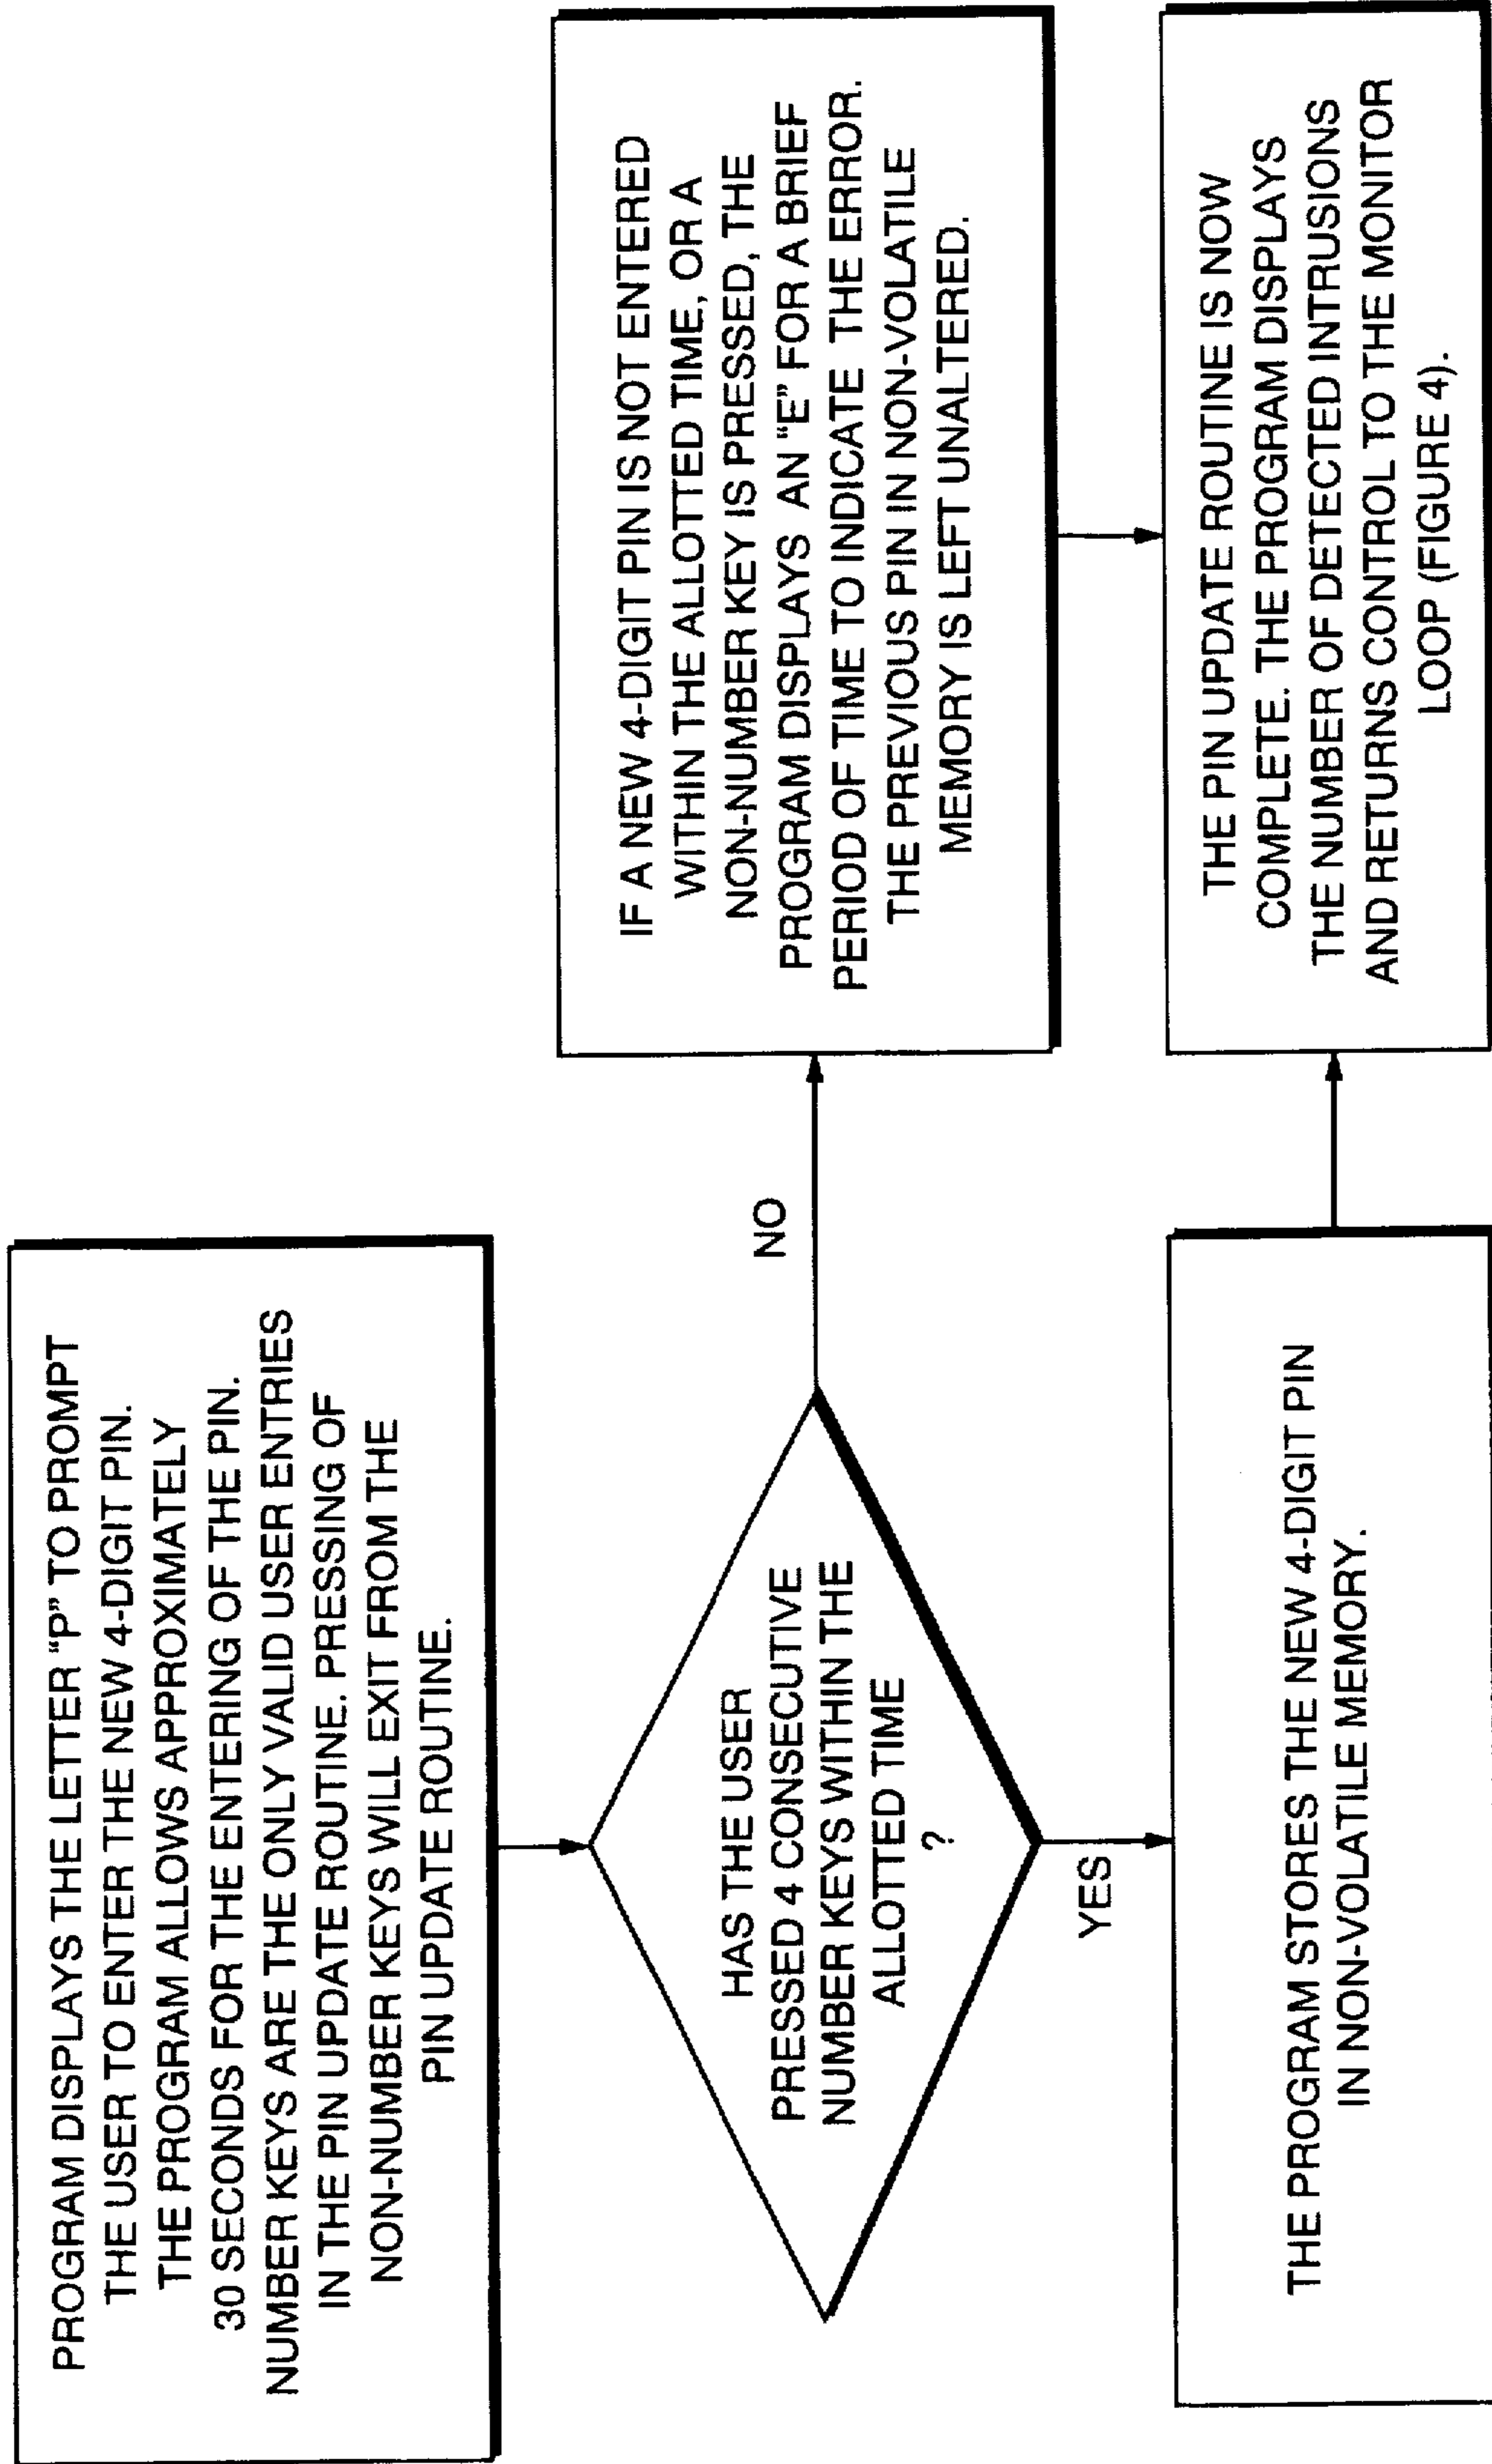 PROGRAM DISPLAYS THE LETTER “P” TO PROMPT
THE USER TO ENTER THE NEW 4-DIGIT PIN.
THE PROGRAM ALLOWS APPROXIMATELY
30 SECONDS FOR THE ENTERING OF THE PIN.
NUMBER KEYS ARE THE ONLY VALID USER ENTRIES
IN THE PIN UPDATE ROUTINE. PRESSING OF
NON-NUMBER KEYS WILL EXIT FROM THE
PIN UPDATE ROUTINE.
HAS THE USER
PRESSED 4 CONSECUTIVE
NUMBER KEYS WITHIN THE
ALLOTTED TIME
?
NO
IF A NEW 4-DIGIT PIN IS NOT ENTERED
WITHIN THE ALLOTTED TIME, OR A
NON-NUMBER KEY IS PRESSED, THE
PROGRAM DISPLAYS AN “E” FOR A BRIEF
PERIOD OF TIME TO INDICATE THE ERROR.
THE PREVIOUS PIN IN NON-VOLATILE
MEMORY IS LEFT UNALTERED.
YES
THE PROGRAM STORES THE NEW 4-DIGIT PIN
IN NON-VOLATILE MEMORY.
THE PIN UPDATE ROUTINE IS NOW
COMPLETE. THE PROGRAM DISPLAYS
THE NUMBER OF DETECTED INTRUSIONS
AND RETURNS CONTROL TO THE MONITOR
LOOP (FIGURE 4).